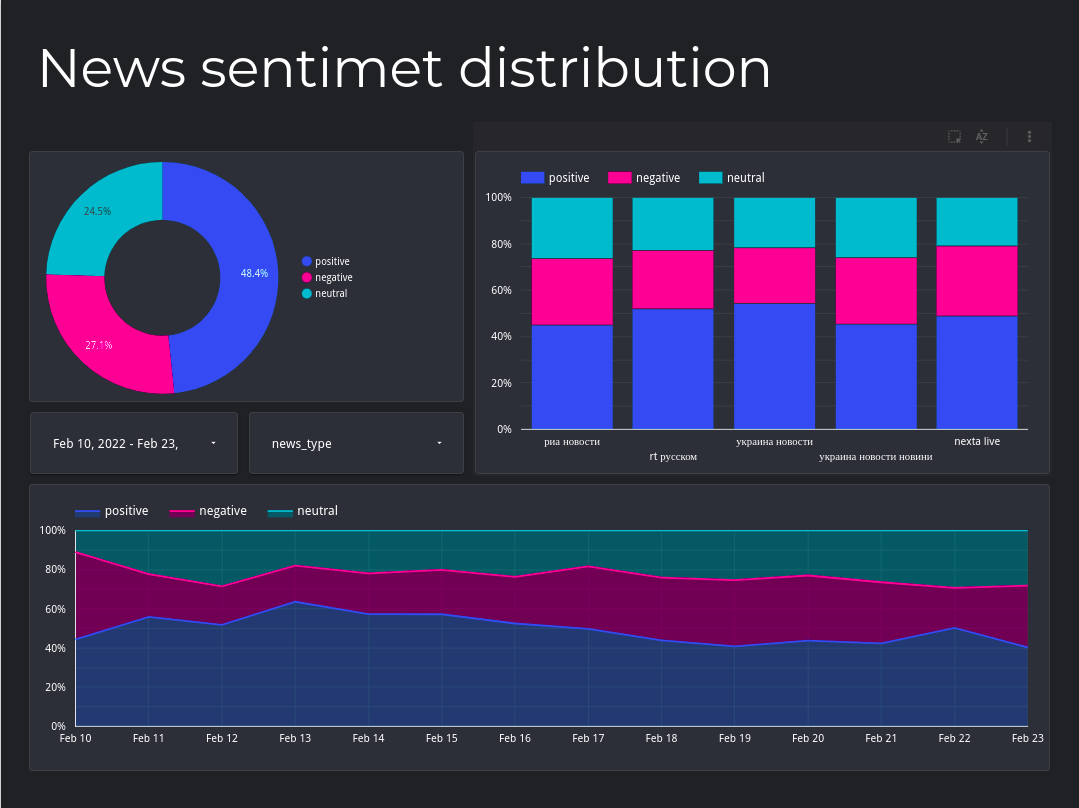 News sentimet distribution
AZ
24.5%
48.4%
27.1%
positive
negative
neutral
Feb 10, 2022 - Feb 23,
news_type
positive negative neutral
100%
80%
60%
40%
20%
0%
риа новости
rt русском
украина новости
украина новости новини
nexta live
positive negative neutral
100%
80%
60%
40%
20%
0%
Feb 10 Feb 11 Feb 12 Feb 13 Feb 14 Feb 15 Feb 16 Feb 17 Feb 18 Feb 19 Feb 20 Feb 21 Feb 22 Feb 23